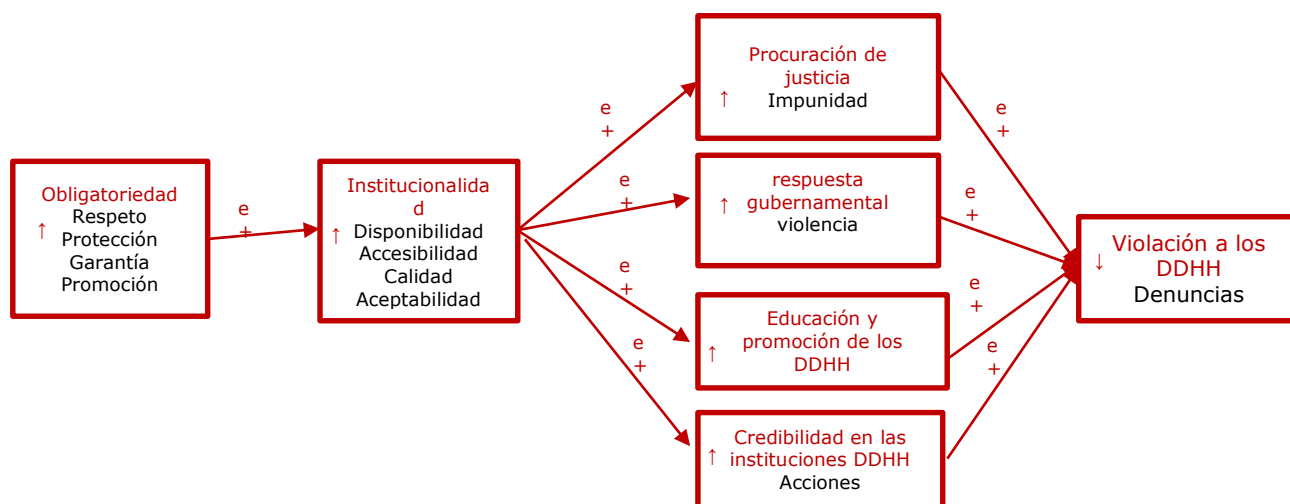 Obligatoriedad
↑
Respeto
Protección
Garantía
Promoción
e
+
Institucionalida
d
↑
Disponibilidad
Accesibilidad
Calidad
Aceptabilidad
e
+
e
+
e
+
e
+
Procuración de
justicia
↑
Impunidad
respuesta
↑
gubernamental
violencia
Educación y
promoción de los
↑
DDHH
Credibilidad en las
↑
instituciones DDHH
Acciones
e
+
e
+
e
+
e
+
Violación a los
↓
DDHH
Denuncias